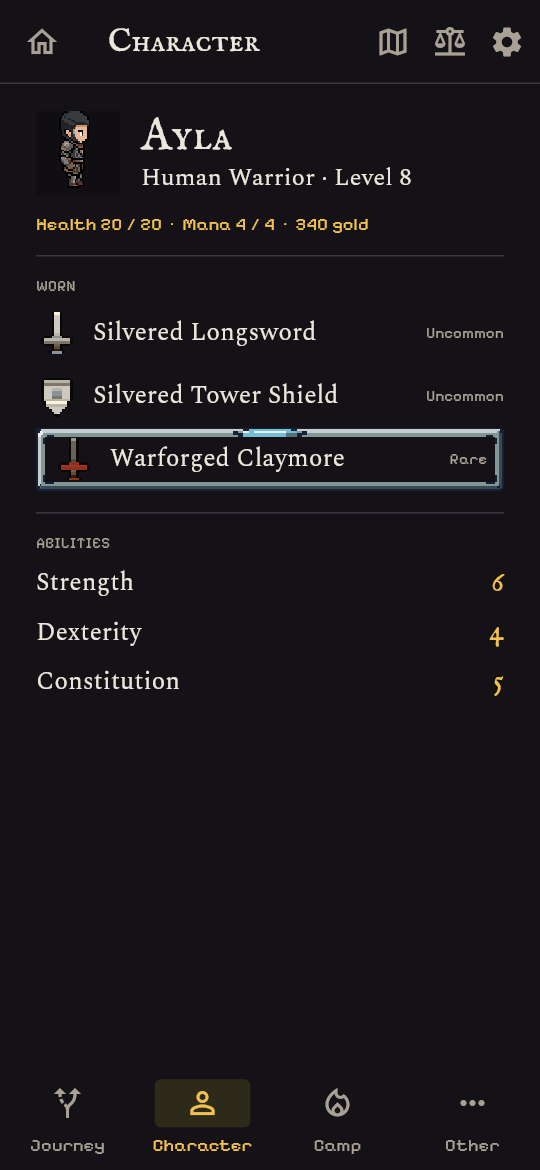 Character
Ayla
Human Warrior · Level 8
Health 20 / 20 · Mana 4 / 4 · 340 gold
WORN
Silvered Longsword Uncommon
Silvered Tower Shield Uncommon
Warforged Claymore Rare
ABILITIES
Strength 6
Dexterity 4
Constitution 5
Journey Character Camp Other